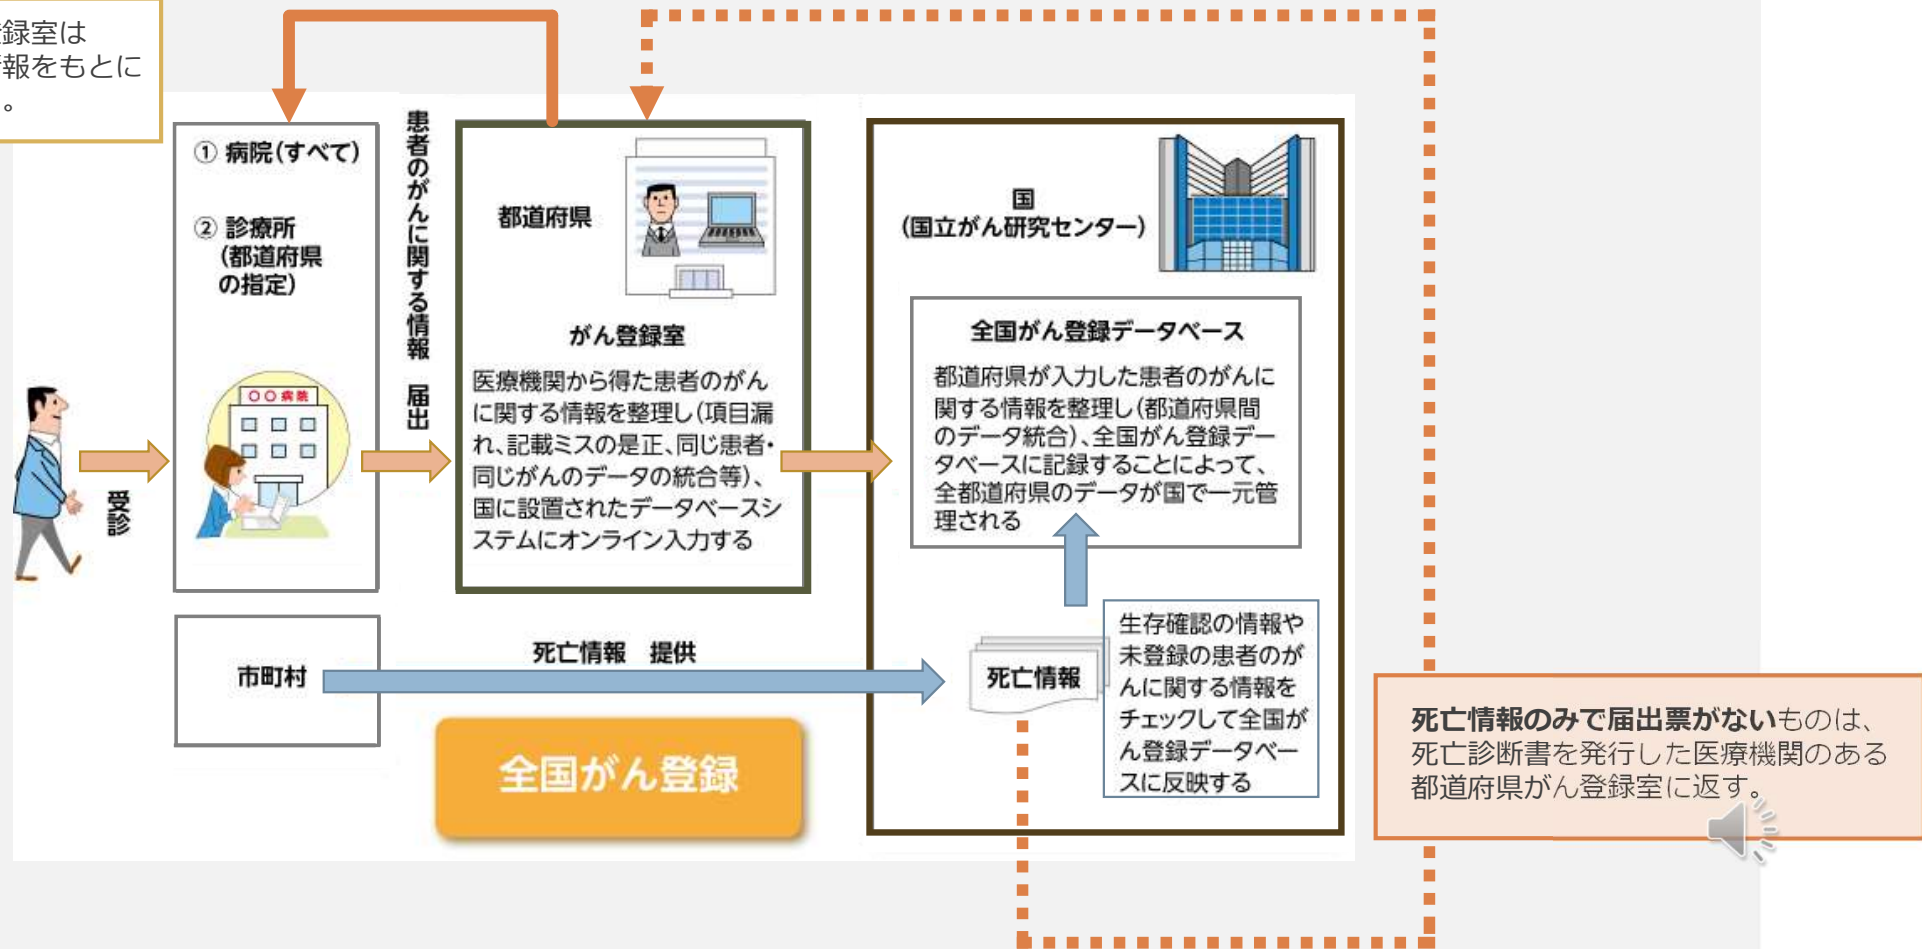 録室は
報をもとに
。
① 病院(すべて)
② 診療所
(都道府県
の指定)
〇〇病院
受診
患者のがんに関する情報 届出
都道府県
がん登録室
医療機関から得た患者のがん
に関する情報を整理し(項目漏
れ、記載ミスの是正、同じ患者・
同じがんのデータの統合等)、
国に設置されたデータベースシ
ステムにオンライン入力する
国
(国立がん研究センター)
全国がん登録データベース
都道府県が入力した患者のがんに
関する情報を整理し(都道府県間
のデータ統合)、全国がん登録デー
タベースに記録することによって、
全都道府県のデータが国で一元管
理される
市町村
死亡情報 提供
死亡情報
生存確認の情報や
未登録の患者のが
んに関する情報を
チェックして全国が
ん登録データベー
スに反映する
全国がん登録
死亡情報のみで届出票がないものは、
死亡診断書を発行した医療機関のある
都道府県がん登録室に返す。